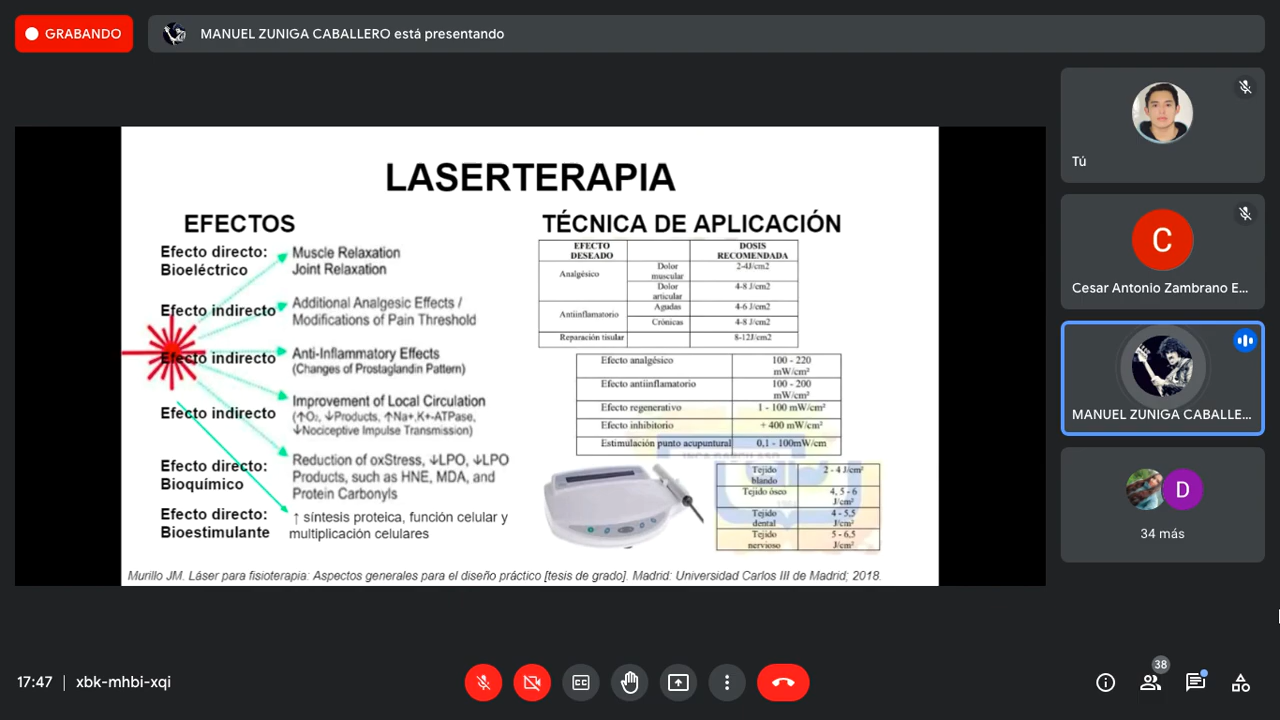 GRABANDO
MANUEL ZUNIGA CABALLERO está presentando
LASERTERAPIA
EFECTOS
Efecto directo:
Bioeléctrico
Muscle Relaxation
Joint Relaxation
Efecto indirecto
Additional Analgesic Effects /
Modifications of Pain Threshold
Efecto indirecto
Anti-Inflammatory Effects
(Changes of Prostaglandin Pattern)
Efecto indirecto
Improvement of Local Circulation
(↑O₂, ↓Products, ↑Na+,K+-ATPase,
↓Nociceptive Impulse Transmission)
Efecto directo:
Bioquímico
Reduction of oxStress, ↓LPO, ↓LPO
Products, such as HNE, MDA, and
Protein Carbonyls
Efecto directo:
Bioestimulante
↑ síntesis proteica, función celular y
multiplicación celulares
TÉCNICA DE APLICACIÓN
EFECTO DESEADO DOSIS RECOMENDADA
Analgésico Dolor muscular 2-4J/cm2
Dolor articular 4-8 J/cm2
Antiinflamatorio Agudas 4-6 J/cm2
Crónicas 4-8 J/cm2
Reparación tisular 8-12J/cm2
Efecto analgésico 100 - 220 mW/cm²
Efecto antiinflamatorio 100 - 200 mW/cm²
Efecto regenerativo 1 - 100 mW/cm²
Efecto inhibitorio + 400 mW/cm²
Estimulación punto acupuntural 0,1 - 100mW/cm
Tejido blando 2 - 4 J/cm²
Tejido óseo 4, 5 - 6 J/cm²
Tejido dental 4 - 5,5 J/cm²
Tejido nervioso 5 - 6,5 J/cm²
Murillo JM. Láser para fisioterapia: Aspectos generales para el diseño práctico [tesis de grado]. Madrid: Universidad Carlos III de Madrid; 2018.
Tú
C
Cesar Antonio Zambrano E...
MANUEL ZUNIGA CABALLE...
D
34 más
17:47 | xbk-mhbi-xqi
38